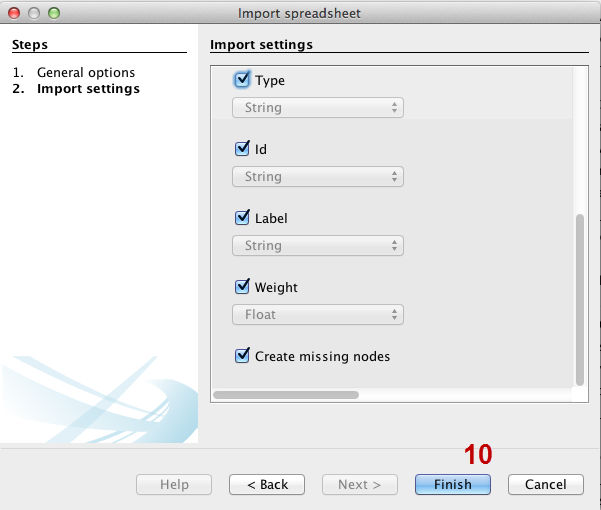 Import spreadsheet
Steps
1. General options
2. Import settings
Import settings
Type
String
Id
String
Label
String
Weight
Float
Create missing nodes
10
Help
< Back
Next >
Finish
Cancel